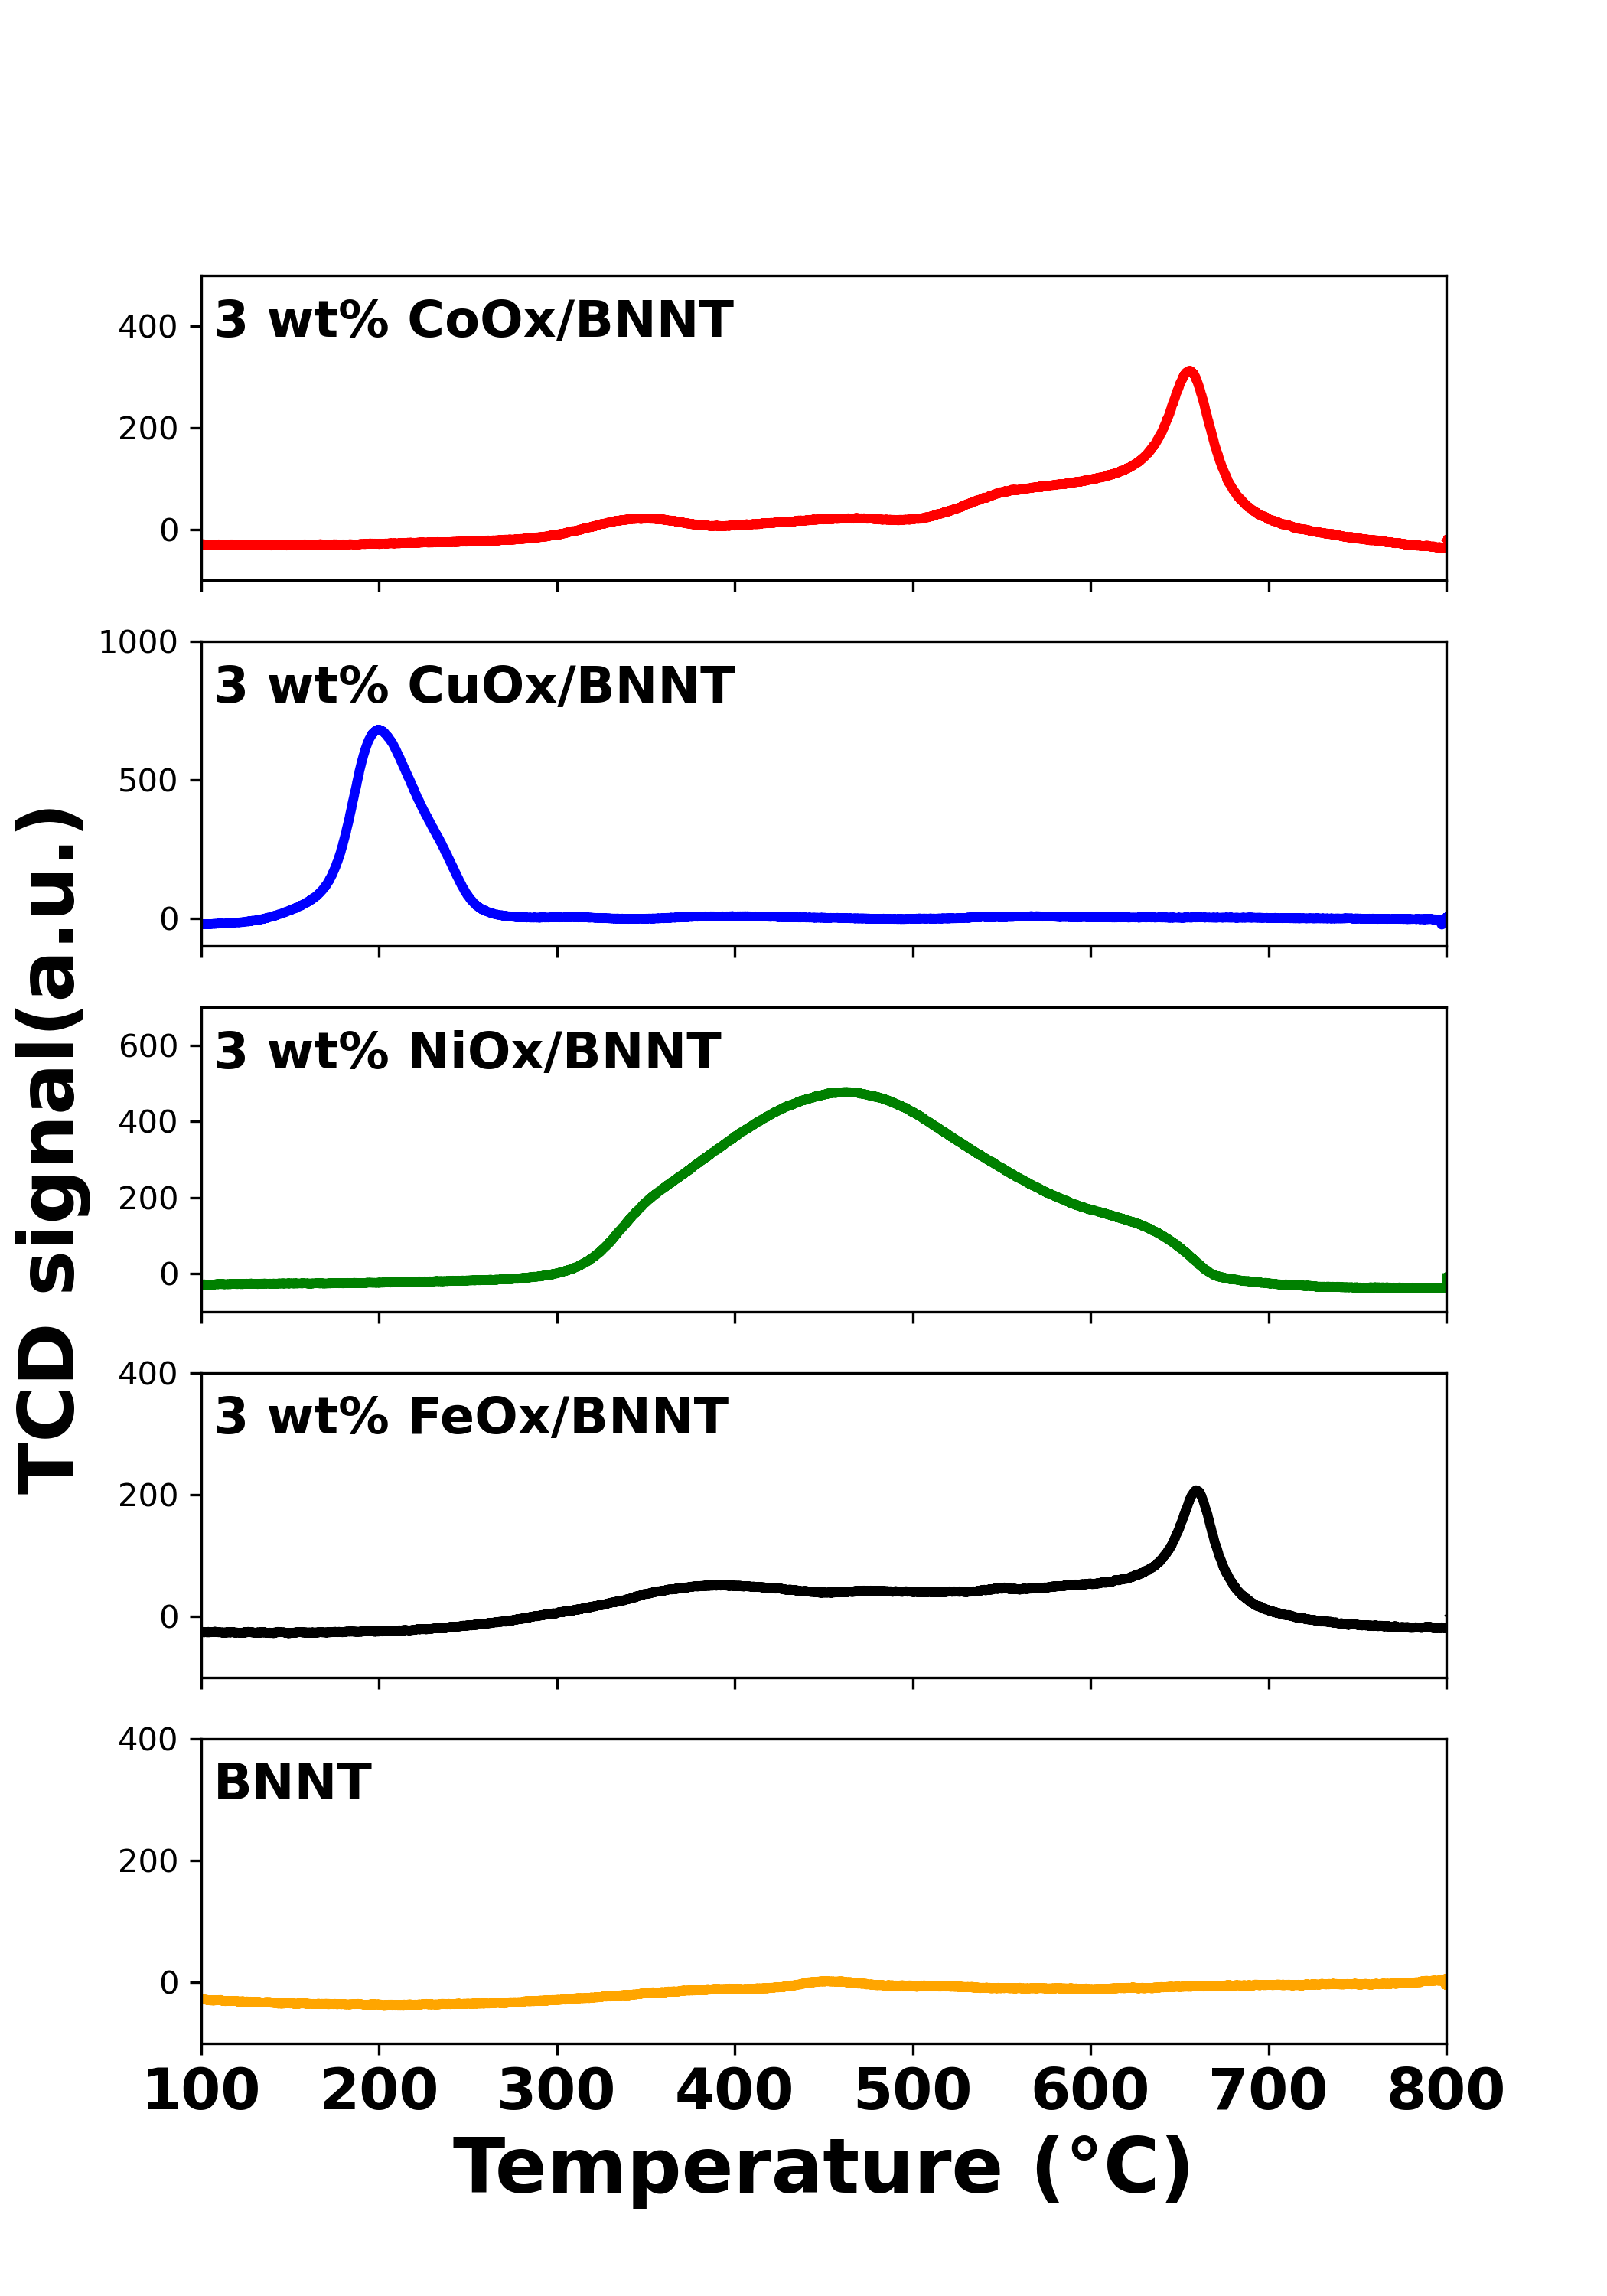 TCD signal(a.u.)
3 wt% CoOx/BNNT
400
200
0
3 wt% CuOx/BNNT
1000
500
0
3 wt% NiOx/BNNT
600
400
200
0
3 wt% FeOx/BNNT
400
200
0
BNNT
400
200
0
100 200 300 400 500 600 700 800
Temperature (°C)